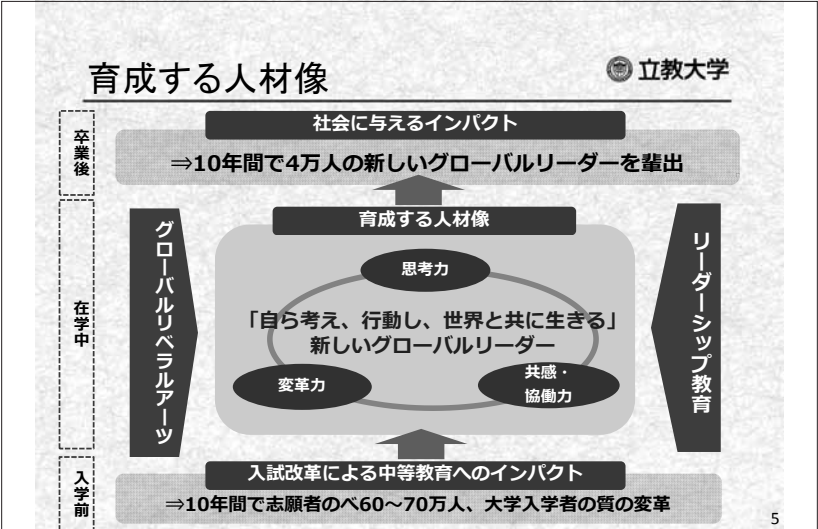 育成する人材像
立教大学
卒業後
社会に与えるインパクト
⇒10年間で4万人の新しいグローバルリーダーを輩出
在学中
グローバルリベラルアーツ
育成する人材像
思考力
「自ら考え、行動し、世界と共に生きる」
新しいグローバルリーダー
変革力
共感・
協働力
リーダーシップ教育
入学前
入試改革による中等教育へのインパクト
⇒10年間で志願者のべ60～70万人、大学入学者の質の変革
5